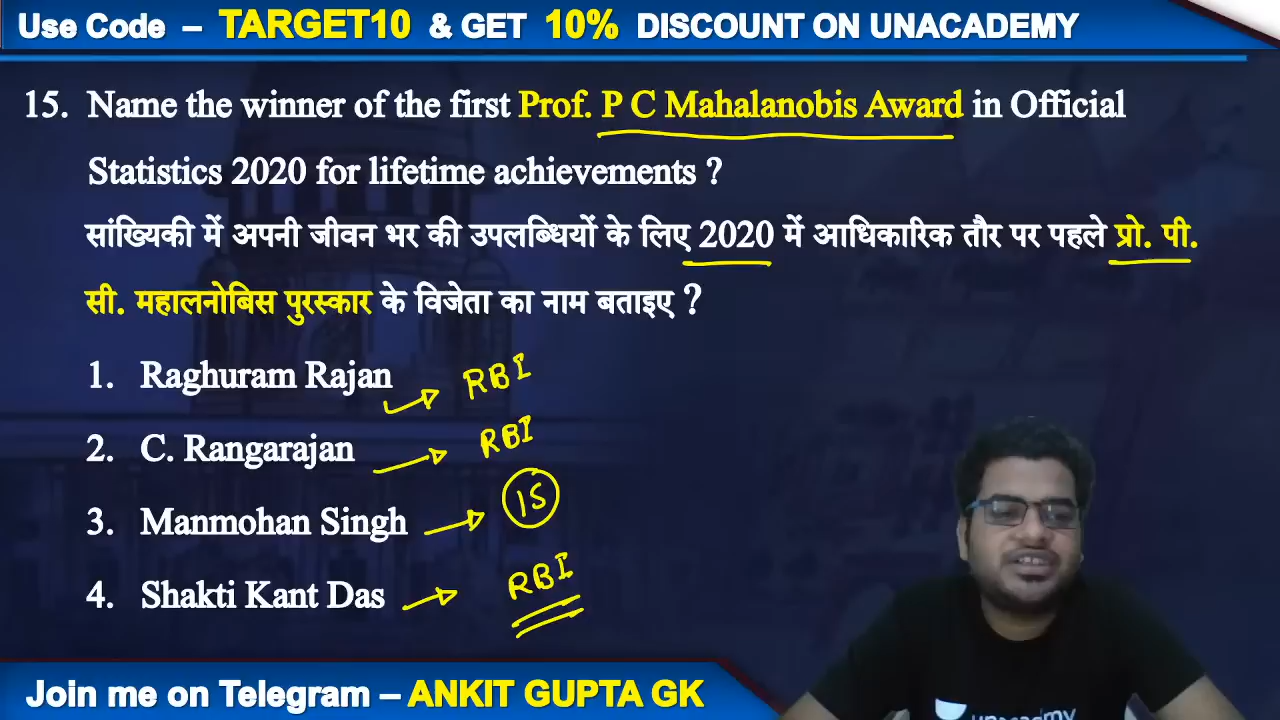 Use Code – TARGET10 & GET 10% DISCOUNT ON UNACADEMY
15. Name the winner of the first Prof. P C Mahalanobis Award in Official
Statistics 2020 for lifetime achievements ?
सांख्यिकी में अपनी जीवन भर की उपलब्धियों के लिए 2020 में आधिकारिक तौर पर पहले प्रो. पी.
सी. महालनोबिस पुरस्कार के विजेता का नाम बताइए ?
1. Raghuram Rajan → RBI
2. C. Rangarajan → RBI
3. Manmohan Singh → 15
4. Shakti Kant Das → RBI
unacademy
Join me on Telegram – ANKIT GUPTA GK